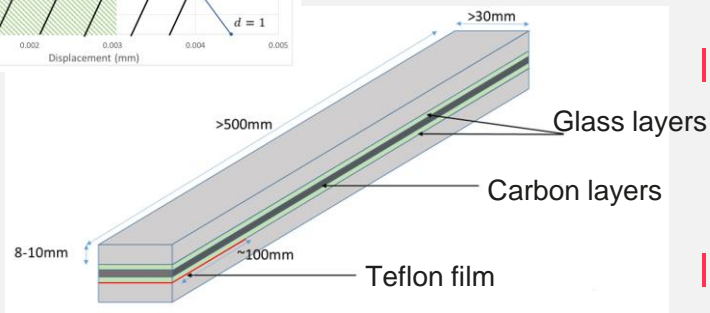 d = 1
0.002 0.003 0.004 0.005
Displacement (mm)
>30mm
>500mm
Glass layers
Carbon layers
8-10mm
~100mm
Teflon film